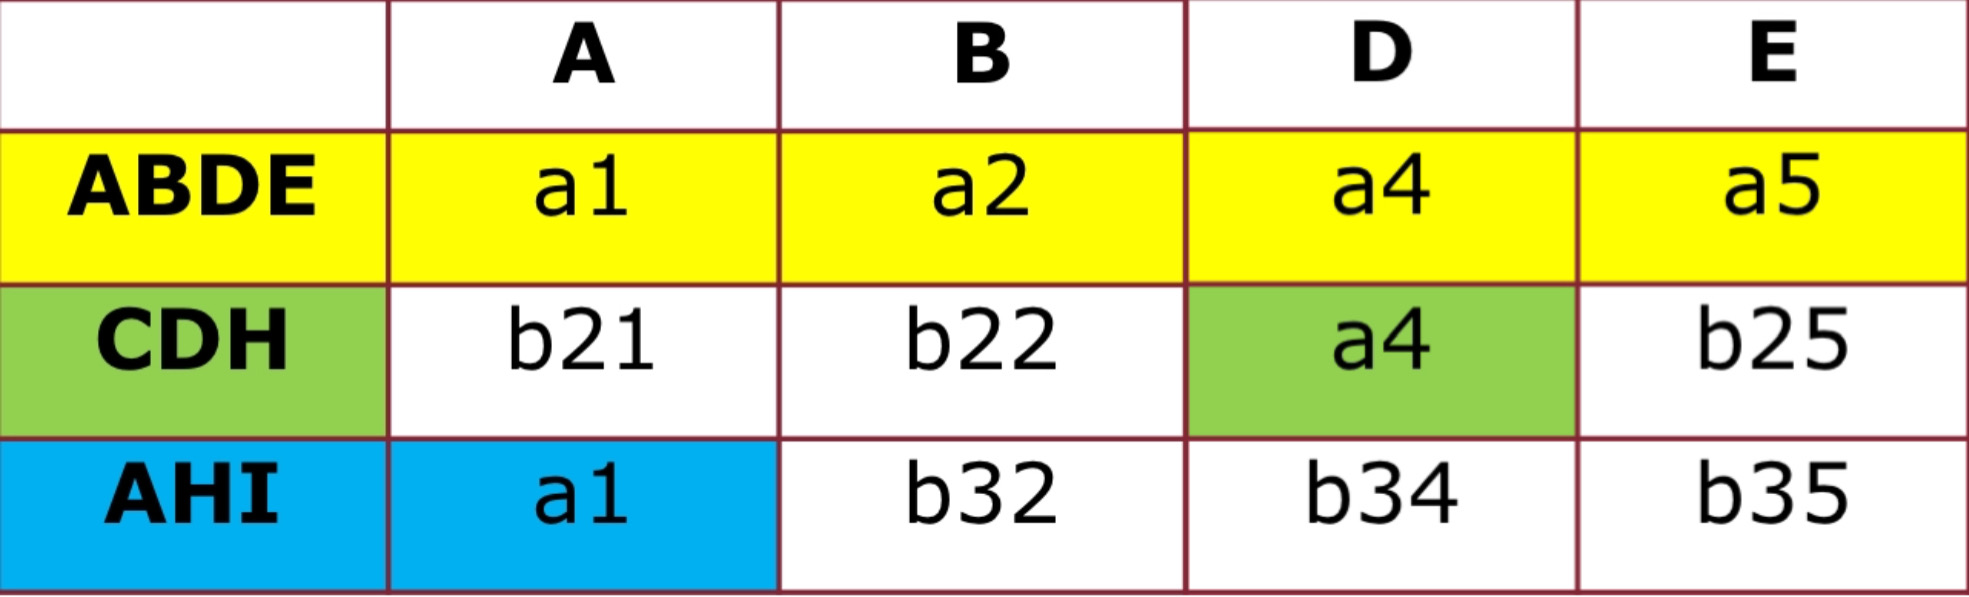 A B D E
ABDE a1 a2 a4 a5
CDH b21 b22 a4 b25
AHI a1 b32 b34 b35